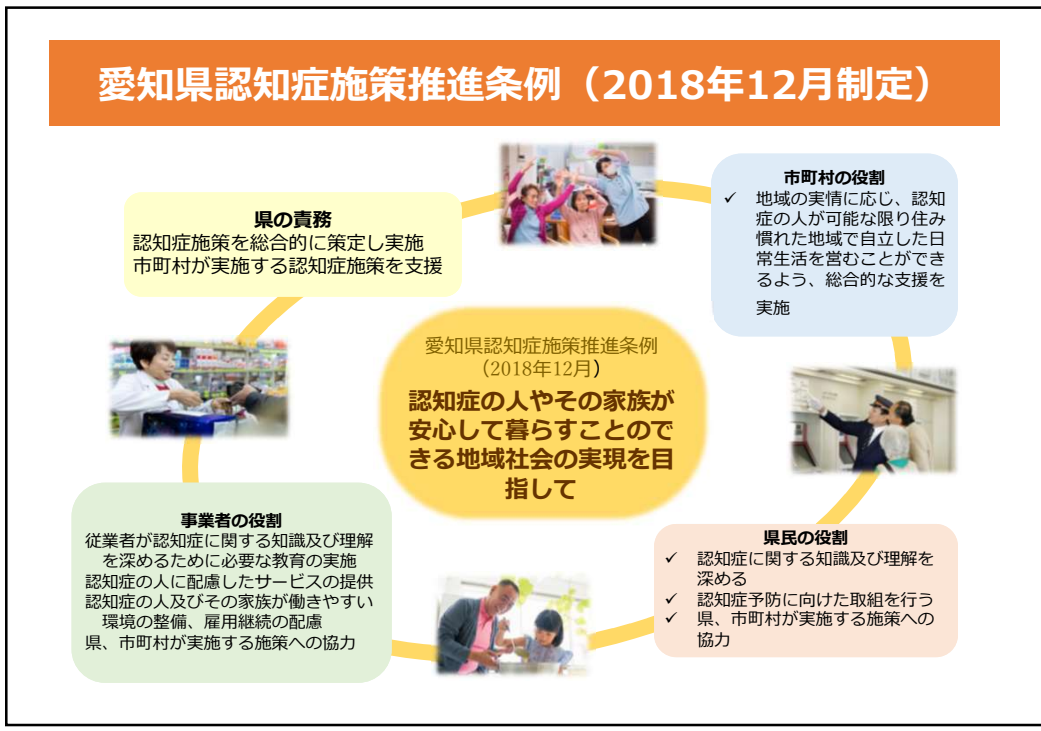 愛知県認知症施策推進条例（2018年12月制定）
県の責務
認知症施策を総合的に策定し実施
市町村が実施する認知症施策を支援
市町村の役割
✓ 地域の実情に応じ、認知
症の人が可能な限り住み
慣れた地域で自立した日
常生活を営むことができ
るよう、総合的な支援を
実施
愛知県認知症施策推進条例
（2018年12月）
認知症の人やその家族が
安心して暮らすことので
きる地域社会の実現を目
指して
事業者の役割
従業者が認知症に関する知識及び理解
を深めるために必要な教育の実施
認知症の人に配慮したサービスの提供
認知症の人及びその家族が働きやすい
環境の整備、雇用継続の配慮
県、市町村が実施する施策への協力
県民の役割
✓ 認知症に関する知識及び理解を
深める
✓ 認知症予防に向けた取組を行う
✓ 県、市町村が実施する施策への
協力